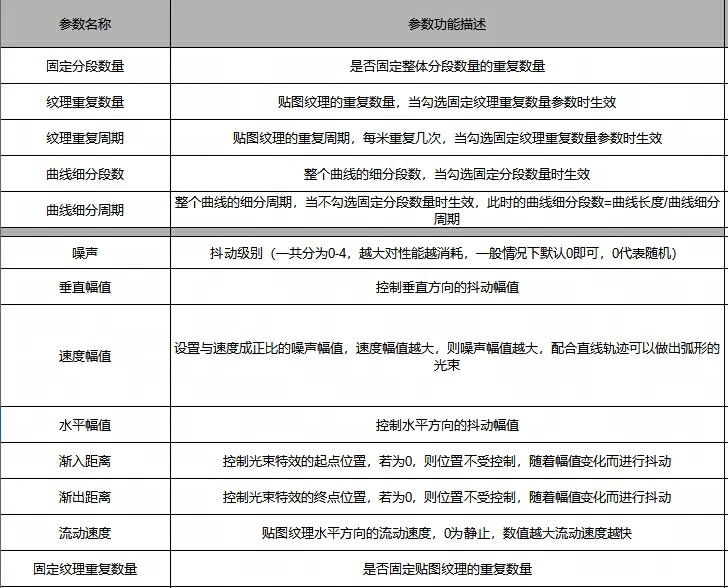 参数名称 参数功能描述
固定分段数量 是否固定整体分段数量的重复数量
纹理重复数量 贴图纹理的重复数量，当勾选固定纹理重复数量参数时生效
纹理重复周期 贴图纹理的重复周期，每米重复几次，当勾选固定纹理重复数量参数时生效
曲线细分段数 整个曲线的细分段数，当勾选固定分段数量时生效
曲线细分周期 整个曲线的细分周期，当不勾选固定分段数量时生效，此时的曲线细分段数=曲线长度/曲线细分
周期
噪声 抖动级别（一共分为0-4，越大对性能越消耗，一般情况下默认0即可，0代表随机）
垂直幅值 控制垂直方向的抖动幅值
速度幅值 设置与速度成正比的噪声幅值，速度幅值越大，则噪声幅值越大，配合直线轨迹可以做出弧形的
光束
水平幅值 控制水平方向的抖动幅值
渐入距离 控制光束特效的起点位置，若为0，则位置不受控制，随着幅值变化而进行抖动
渐出距离 控制光束特效的终点位置，若为0，则位置不受控制，随着幅值变化而进行抖动
流动速度 贴图纹理水平方向的流动速度，0为静止，数值越大流动速度越快
固定纹理重复数量 是否固定贴图纹理的重复数量